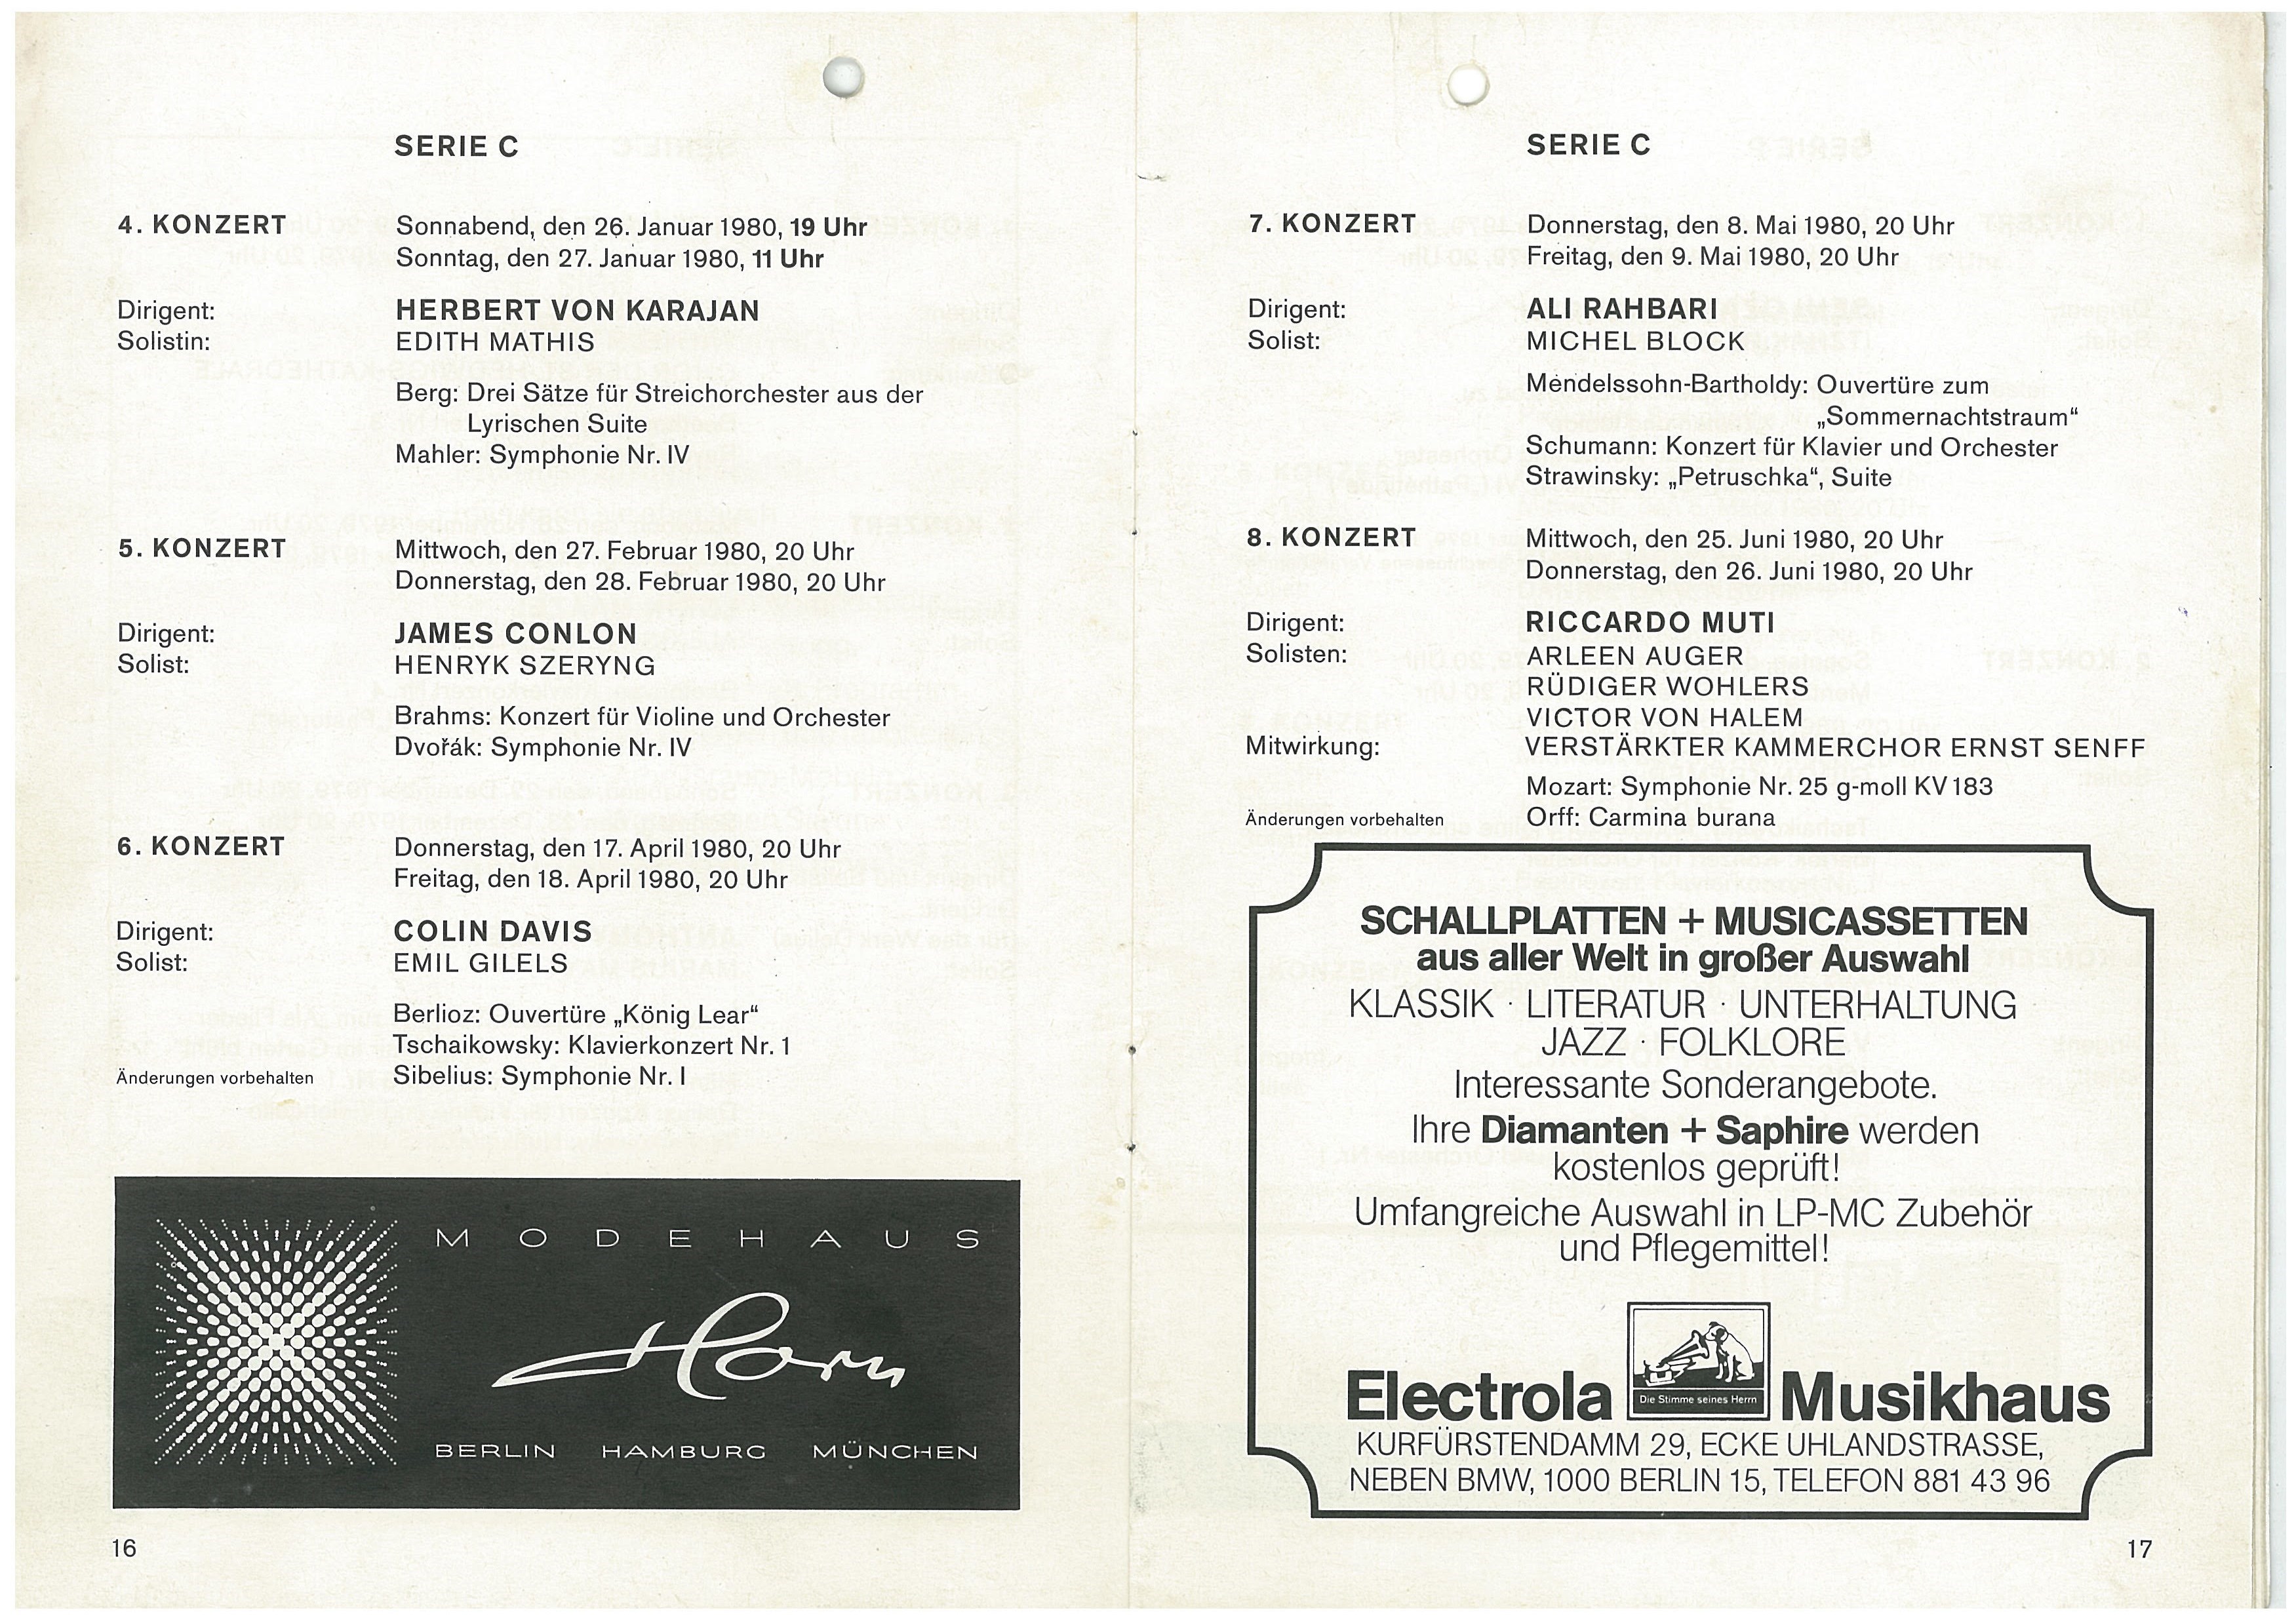 SERIE C
4. KONZERT Sonnabend, den 26. Januar 1980, 19 Uhr
Sonntag, den 27. Januar 1980, 11 Uhr
Dirigent: HERBERT VON KARAJAN
Solistin: EDITH MATHIS
Berg: Drei Sätze für Streichorchester aus der
Lyrischen Suite
Mahler: Symphonie Nr. IV
5. KONZERT Mittwoch, den 27. Februar 1980, 20 Uhr
Donnerstag, den 28. Februar 1980, 20 Uhr
Dirigent: JAMES CONLON
Solist: HENRYK SZERYNG
Brahms: Konzert für Violine und Orchester
Dvořák: Symphonie Nr. IV
6. KONZERT Donnerstag, den 17. April 1980, 20 Uhr
Freitag, den 18. April 1980, 20 Uhr
Dirigent: COLIN DAVIS
Solist: EMIL GILELS
Berlioz: Ouvertüre „König Lear“
Tschaikowsky: Klavierkonzert Nr. 1
Änderungen vorbehalten Sibelius: Symphonie Nr. I
MODEHAUS
Horn
BERLIN HAMBURG MÜNCHEN
16
SERIE C
7. KONZERT Donnerstag, den 8. Mai 1980, 20 Uhr
Freitag, den 9. Mai 1980, 20 Uhr
Dirigent: ALI RAHBARI
Solist: MICHEL BLOCK
Mendelssohn-Bartholdy: Ouvertüre zum
„Sommernachtstraum“
Schumann: Konzert für Klavier und Orchester
Strawinsky: „Petruschka“, Suite
8. KONZERT Mittwoch, den 25. Juni 1980, 20 Uhr
Donnerstag, den 26. Juni 1980, 20 Uhr
Dirigent: RICCARDO MUTI
Solisten: ARLEEN AUGER
RÜDIGER WOHLERS
VICTOR VON HALEM
Mitwirkung: VERSTÄRKTER KAMMERCHOR ERNST SENFF
Mozart: Symphonie Nr. 25 g-moll KV 183
Änderungen vorbehalten Orff: Carmina burana
SCHALLPLATTEN + MUSICASSETTEN
aus aller Welt in großer Auswahl
KLASSIK · LITERATUR · UNTERHALTUNG
JAZZ · FOLKLORE
Interessante Sonderangebote.
Ihre Diamanten + Saphire werden
kostenlos geprüft!
Umfangreiche Auswahl in LP-MC Zubehör
und Pflegemittel!
Die Stimme seines Herrn
Electrola Musikhaus
KURFÜRSTENDAMM 29, ECKE UHLANDSTRASSE,
NEBEN BMW, 1000 BERLIN 15, TELEFON 881 43 96
17